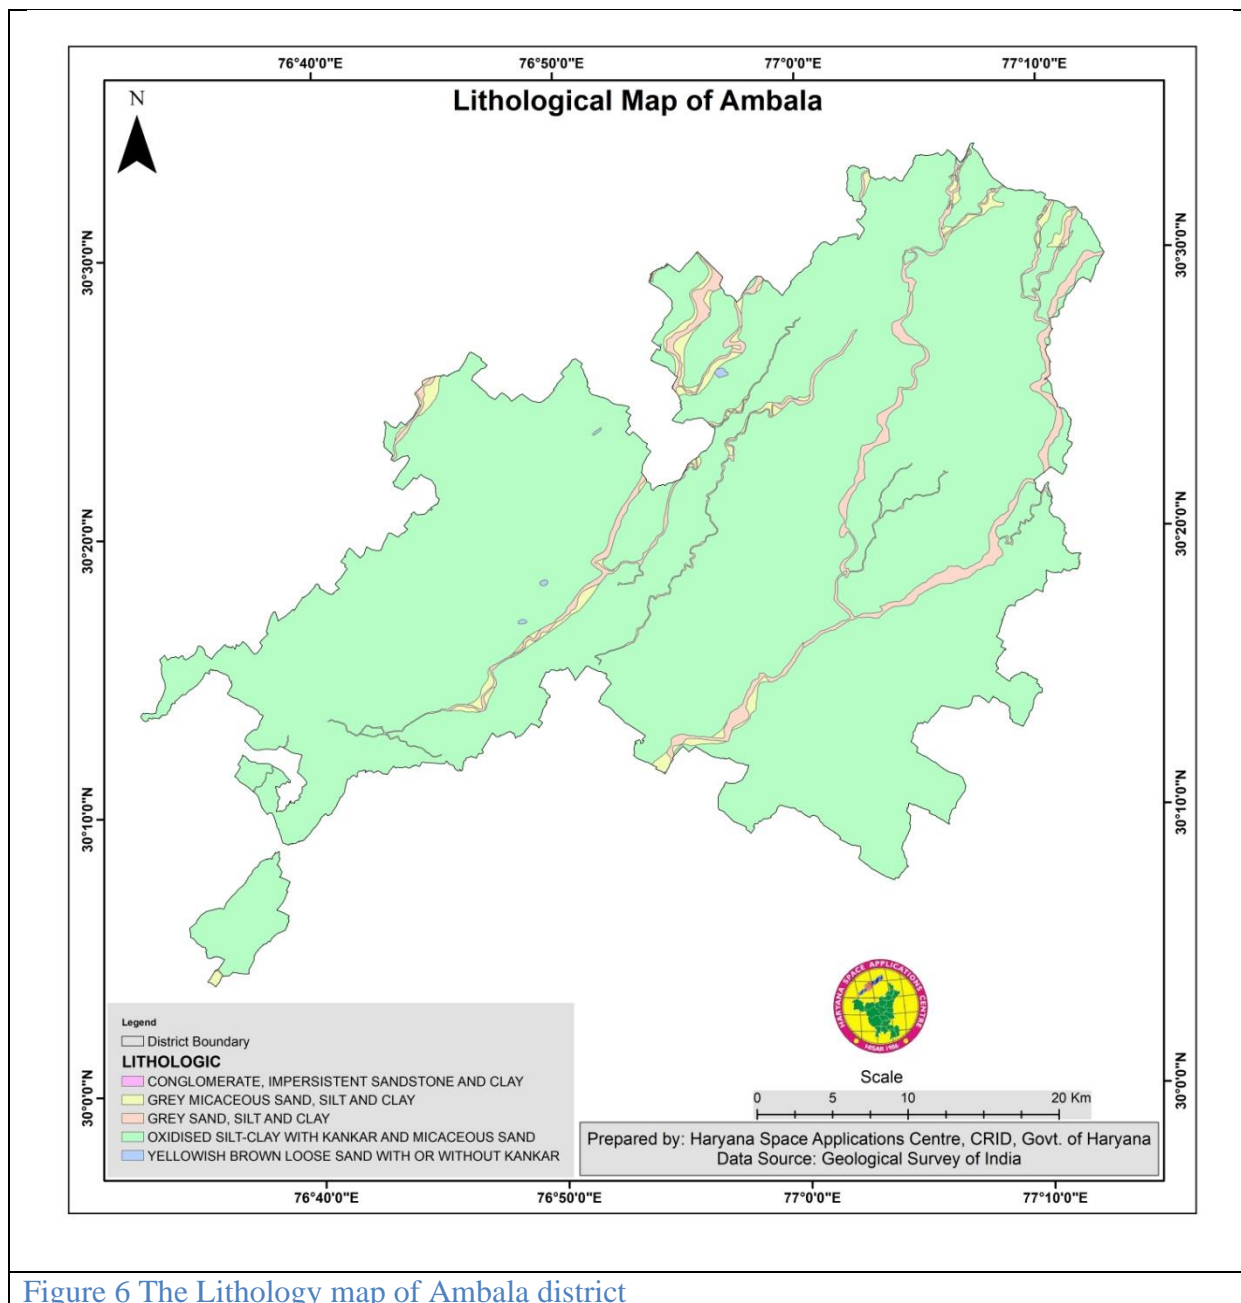 76°40'0"E 76°50'0"E 77°0'0"E 77°10'0"E
N
Lithological Map of Ambala
30°30'0"N
30°20'0"N
30°10'0"N
30°0'0"N
30°30'0"N
30°20'0"N
30°10'0"N
30°0'0"N
Legend
District Boundary
LITHOLOGIC
CONGLOMERATE, IMPERSISTENT SANDSTONE AND CLAY
GREY MICACEOUS SAND, SILT AND CLAY
GREY SAND, SILT AND CLAY
OXIDISED SILT-CLAY WITH KANKAR AND MICACEOUS SAND
YELLOWISH BROWN LOOSE SAND WITH OR WITHOUT KANKAR
HARYANA SPACE APPLICATIONS CENTRE
HISAR 1986
Scale
0 5 10 20 Km
Prepared by: Haryana Space Applications Centre, CRID, Govt. of Haryana
Data Source: Geological Survey of India
76°40'0"E 76°50'0"E 77°0'0"E 77°10'0"E
Figure 6 The Lithology map of Ambala district